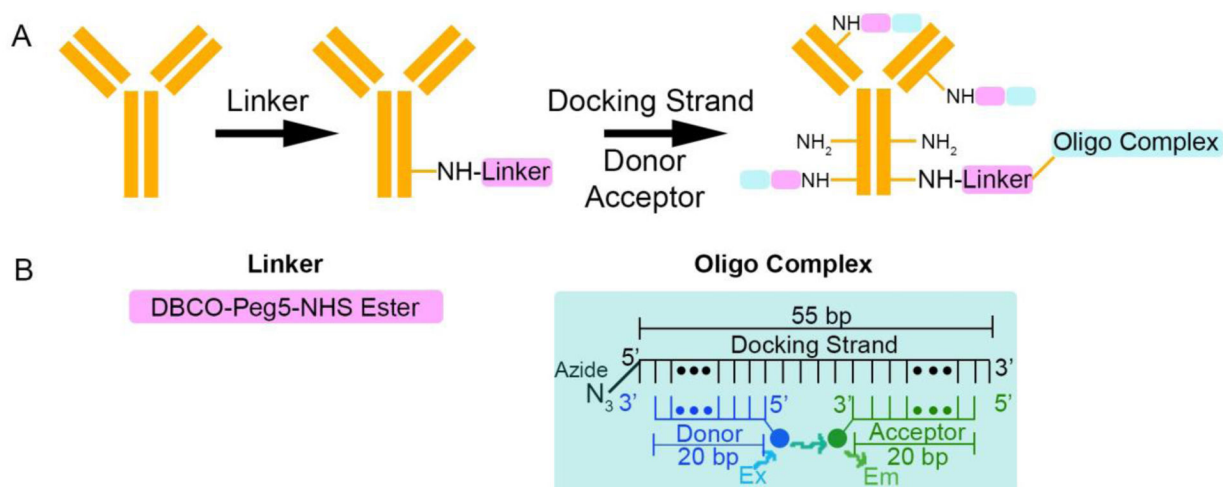 A
Linker
NH-Linker
Docking Strand
Donor
Acceptor
NH
NH
NH₂
NH₂
NH
NH-Linker
Oligo Complex
B
Linker
DBCO-Peg5-NHS Ester
Oligo Complex
55 bp
Docking Strand
5’
3’
Azide
N₃
3’
5’
3’
5’
Donor
20 bp
Acceptor
20 bp
Ex
Em